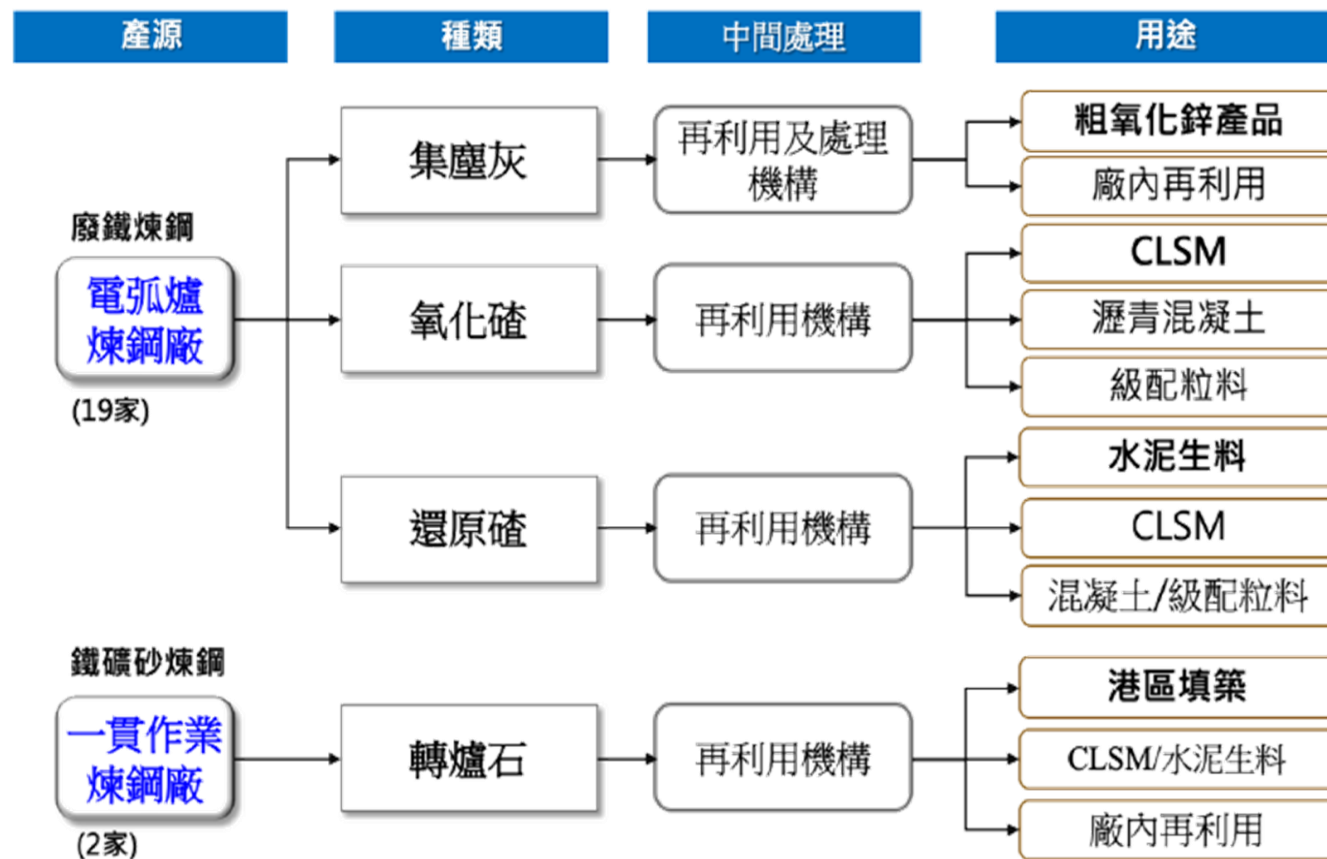 產源
種類
中間處理
用途
廢鐵煉鋼
電弧爐
煉鋼廠
(19家)
集塵灰
再利用及處理
機構
粗氧化鋅產品
廠內再利用
氧化碴
再利用機構
CLSM
瀝青混凝土
級配粒料
還原碴
再利用機構
水泥生料
CLSM
混凝土/級配粒料
鐵礦砂煉鋼
一貫作業
煉鋼廠
(2家)
轉爐石
再利用機構
港區填築
CLSM/水泥生料
廠內再利用